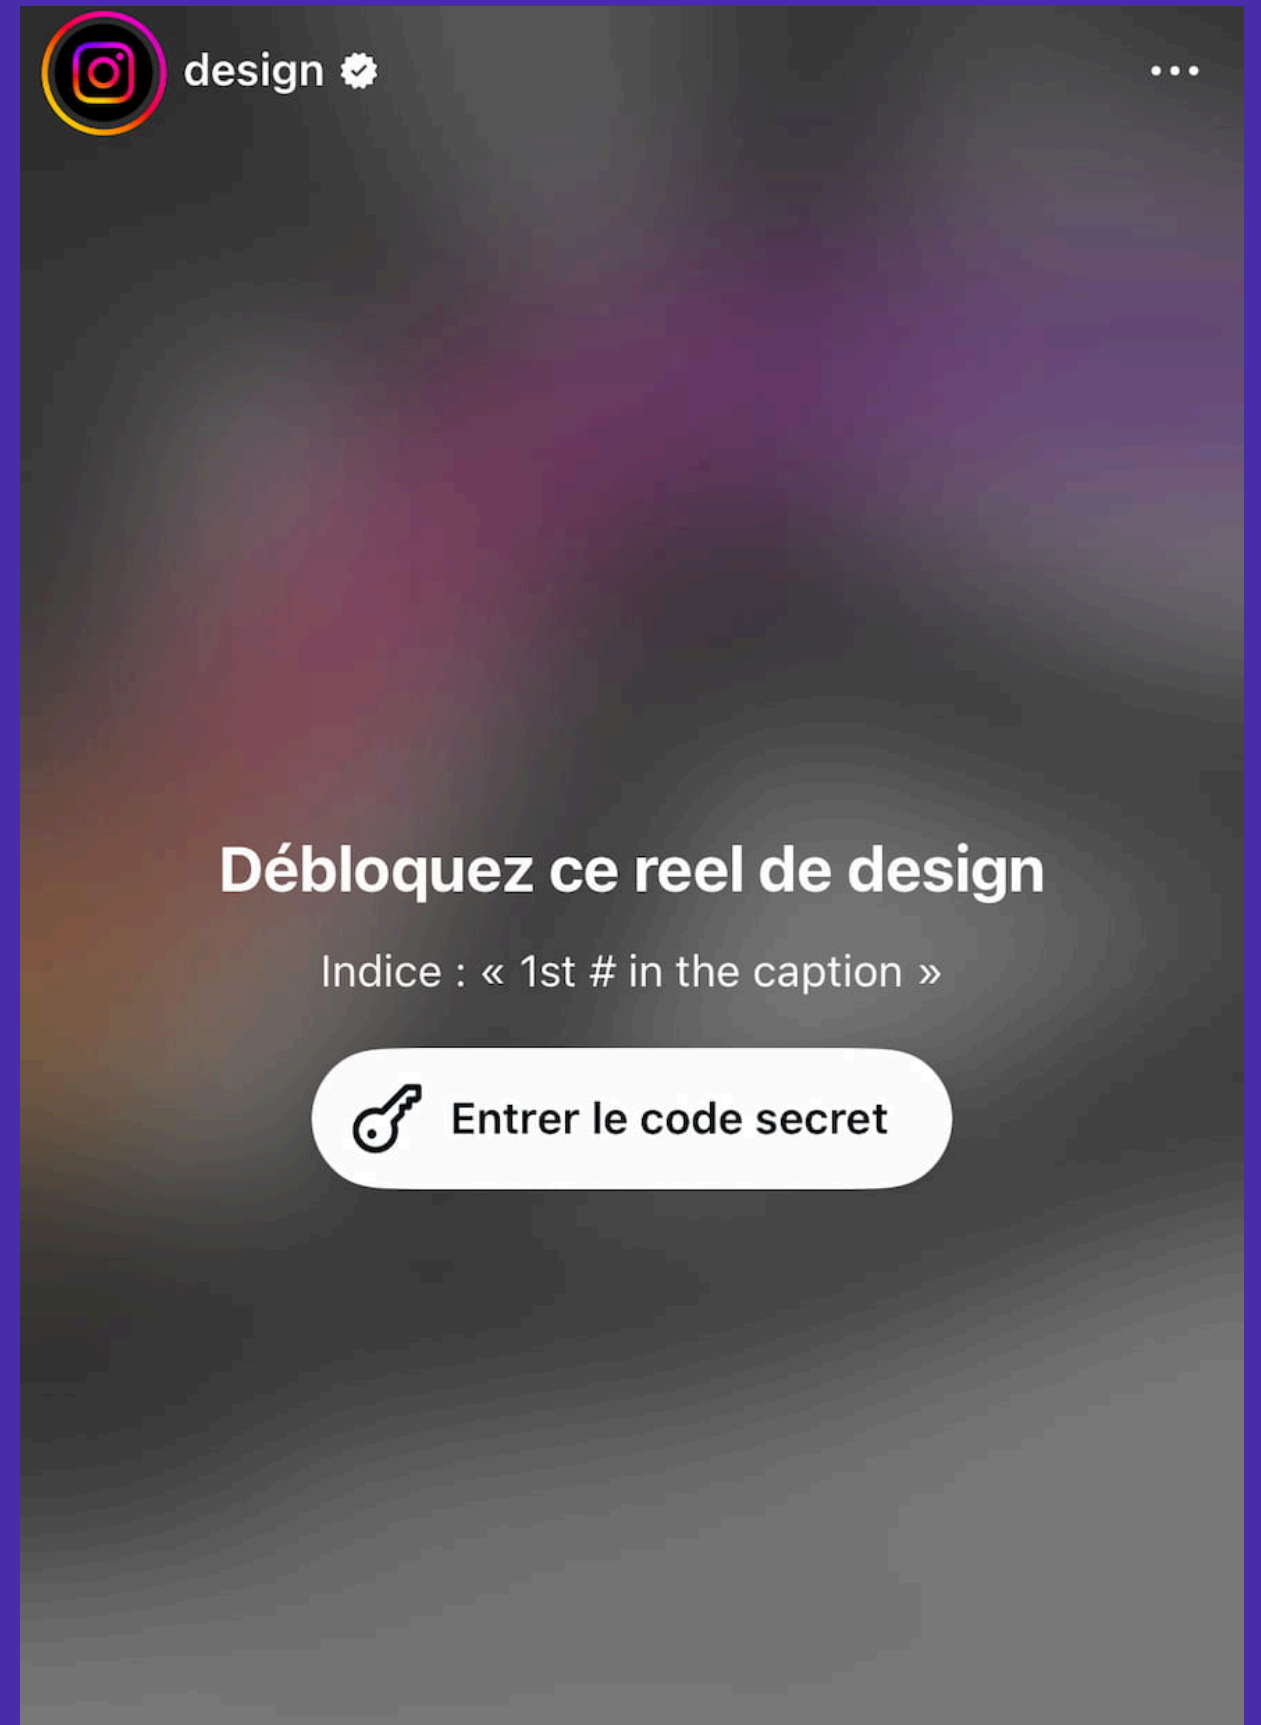 design
Débloquez ce reel de design
Indice : « 1st # in the caption »
Entrer le code secret